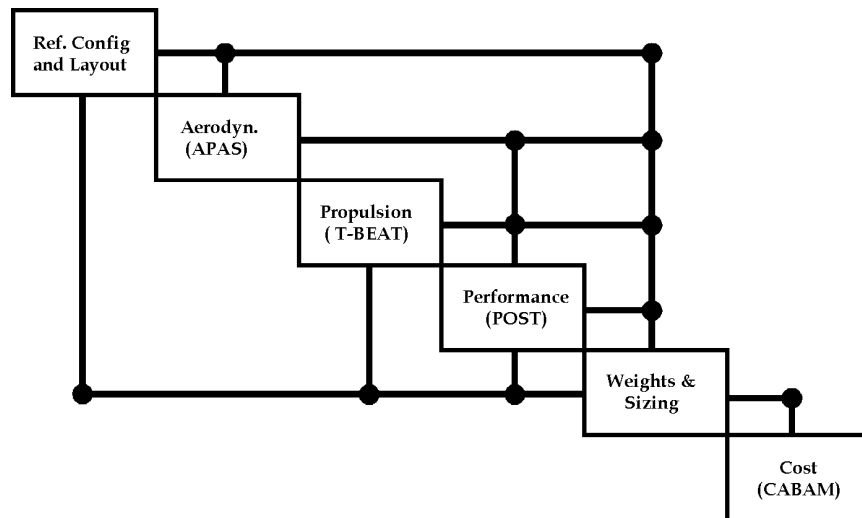 Ref. Config
and Layout
Aerodyn.
(APAS)
Propulsion
( T-BEAT)
Performance
(POST)
Weights &
Sizing
Cost
(CABAM)